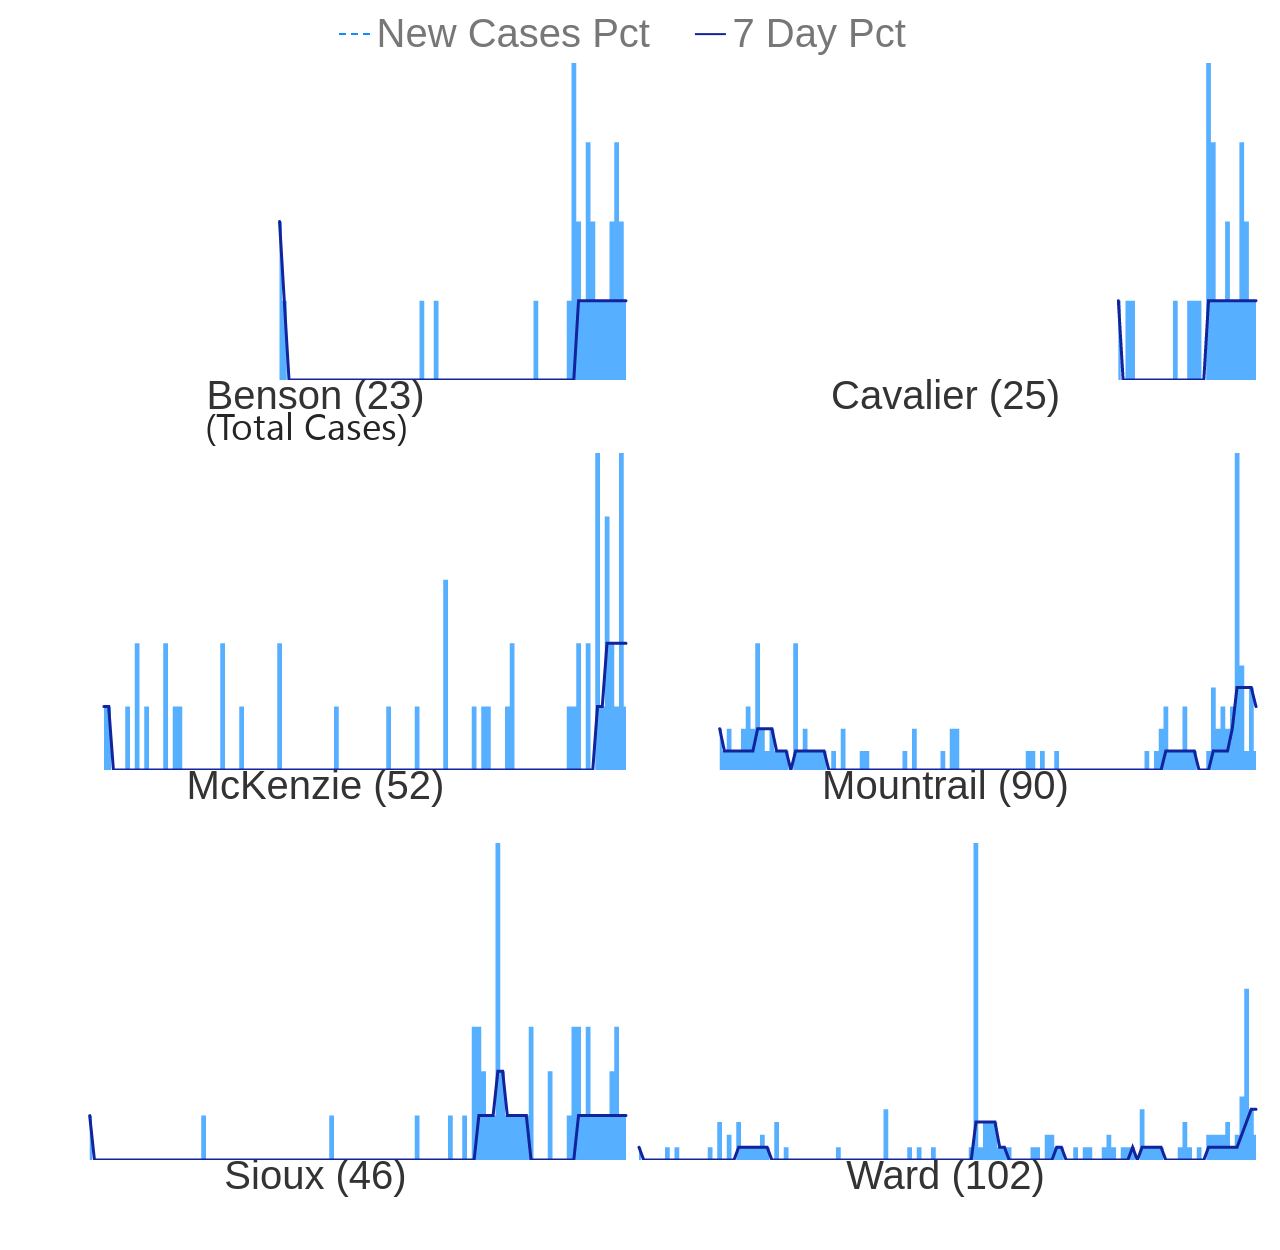 New Cases Pct 7 Day Pct
Benson (23) Cavalier (25)
(Total Cases)
McKenzie (52) Mountrail (90)
Sioux (46) Ward (102)